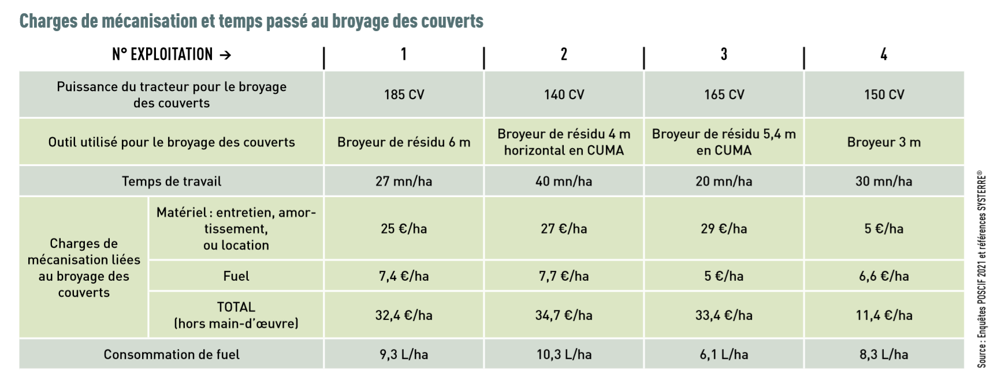 Charges de mécanisation et temps passé au broyage des couverts
N° EXPLOITATION → 1 2 3 4
Puissance du tracteur pour le broyage
des couverts
185 CV 140 CV 165 CV 150 CV
Outil utilisé pour le broyage des couverts
Broyeur de résidu 6 m
Broyeur de résidu 4 m
horizontal en CUMA
Broyeur de résidu 5,4 m
en CUMA
Broyeur 3 m
Temps de travail 27 mn/ha 40 mn/ha 20 mn/ha 30 mn/ha
Charges de
mécanisation liées
au broyage des
couverts
Matériel : entretien, amor-
tissement,
ou location
25 €/ha 27 €/ha 29 €/ha 5 €/ha
Fuel 7,4 €/ha 7,7 €/ha 5 €/ha 6,6 €/ha
TOTAL
(hors main-d'œuvre)
32,4 €/ha 34,7 €/ha 33,4 €/ha 11,4 €/ha
Consommation de fuel 9,3 L/ha 10,3 L/ha 6,1 L/ha 8,3 L/ha
Source : Enquêtes POSCIF 2021 et références SYSTERRE®